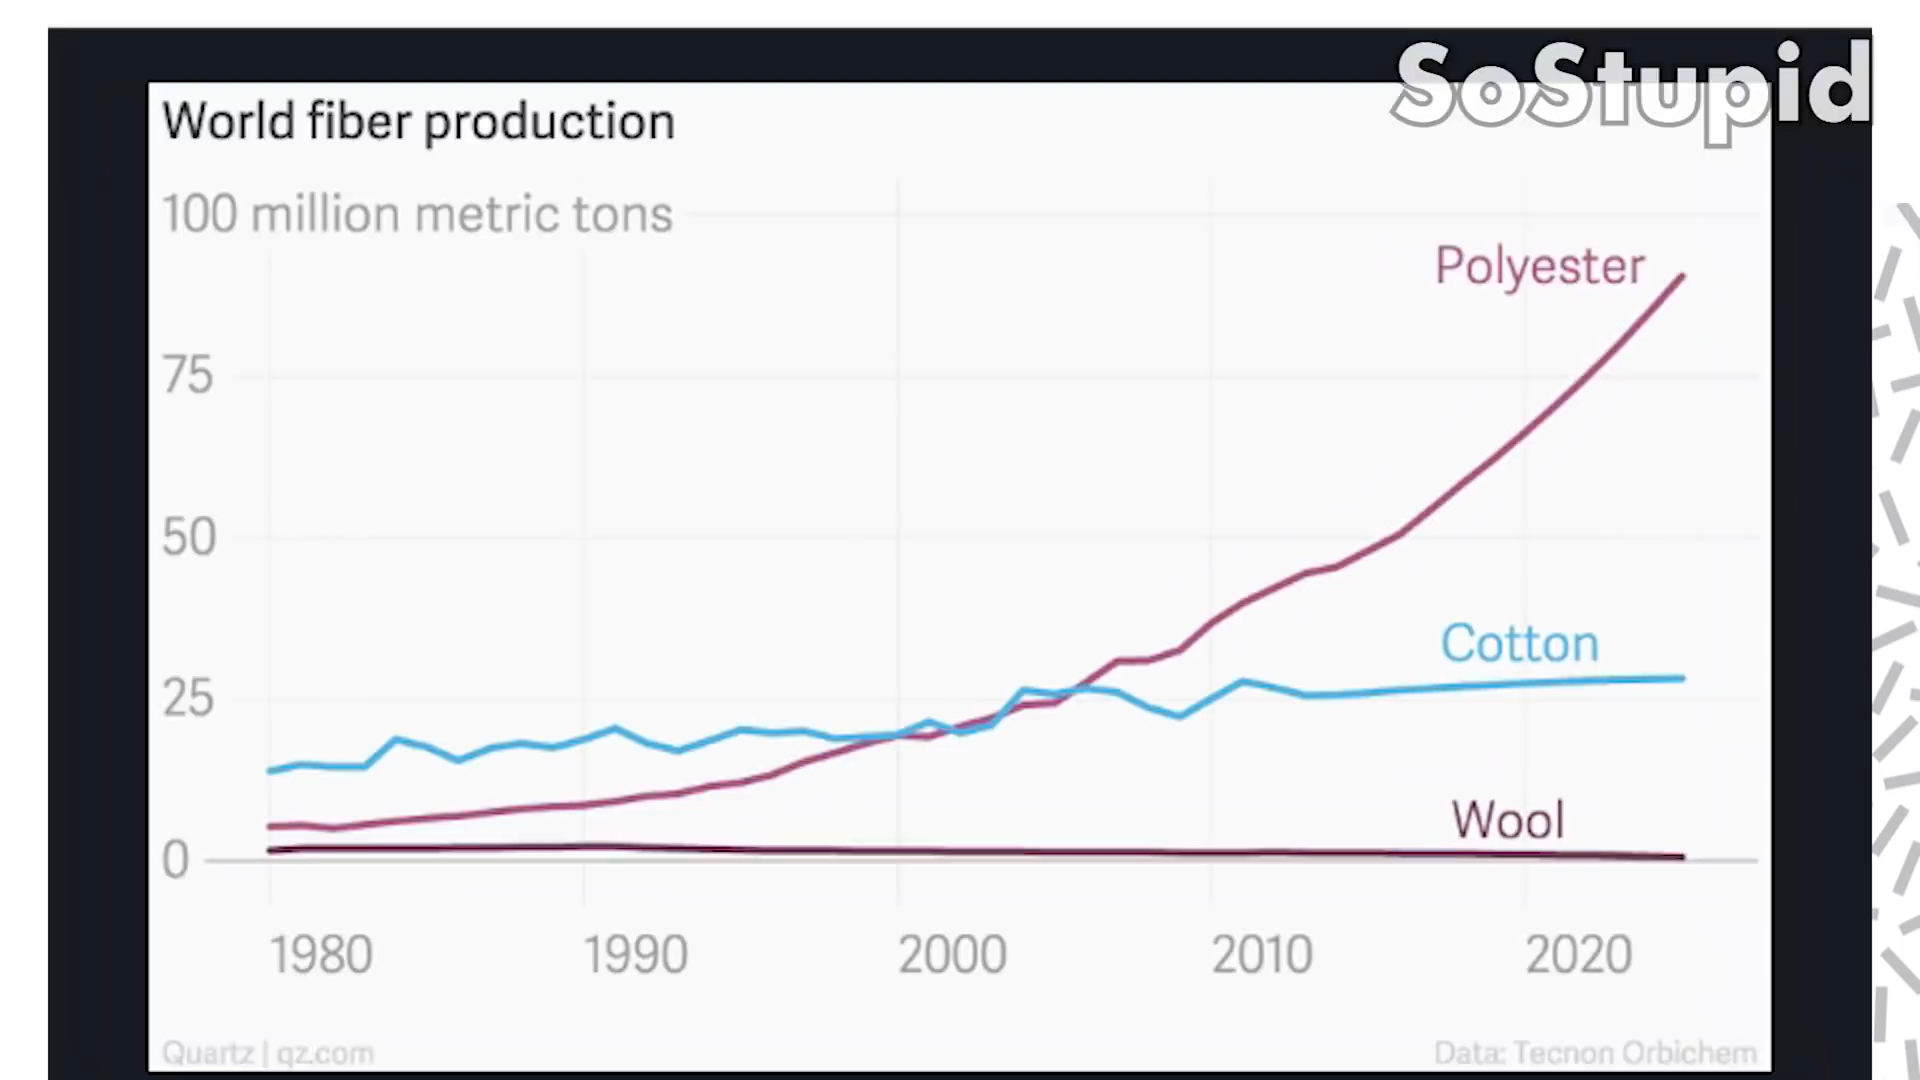 SoStupid
World fiber production
100 million metric tons
Polyester
75
50
Cotton
25
Wool
0
1980 1990 2000 2010 2020
Quartz | qz.com Data: Tecnon Orbichem